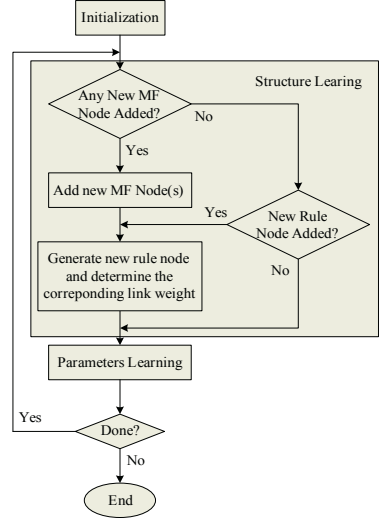 Initialization
Structure Learing
Any New MF
Node Added?
No
Yes
Add new MF Node(s)
Yes
New Rule
Node Added?
Generate new rule node
and determine the
correponding link weight
No
Parameters Learning
Yes
Done?
No
End